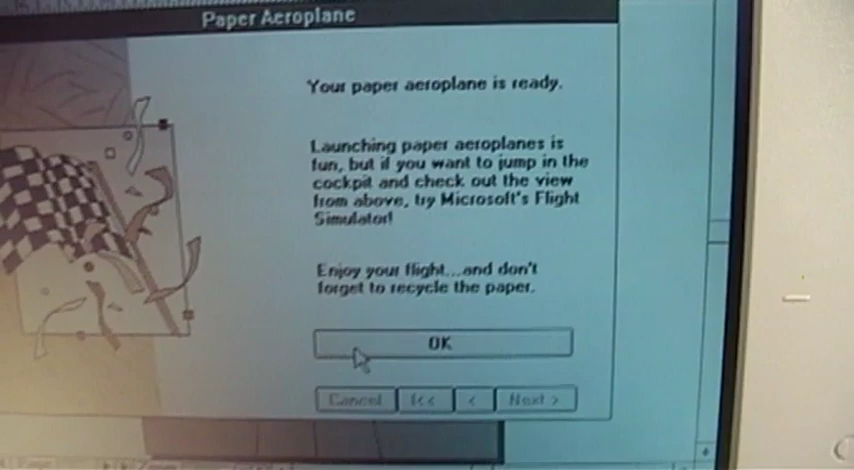 Paper Aeroplane
Your paper aeroplane is ready.
Launching paper aeroplanes is
fun, but if you want to jump in the
cockpit and check out the view
from above, try Microsoft's Flight
Simulator!
Enjoy your flight...and don't
forget to recycle the paper.
OK
Cancel |<< < Next >